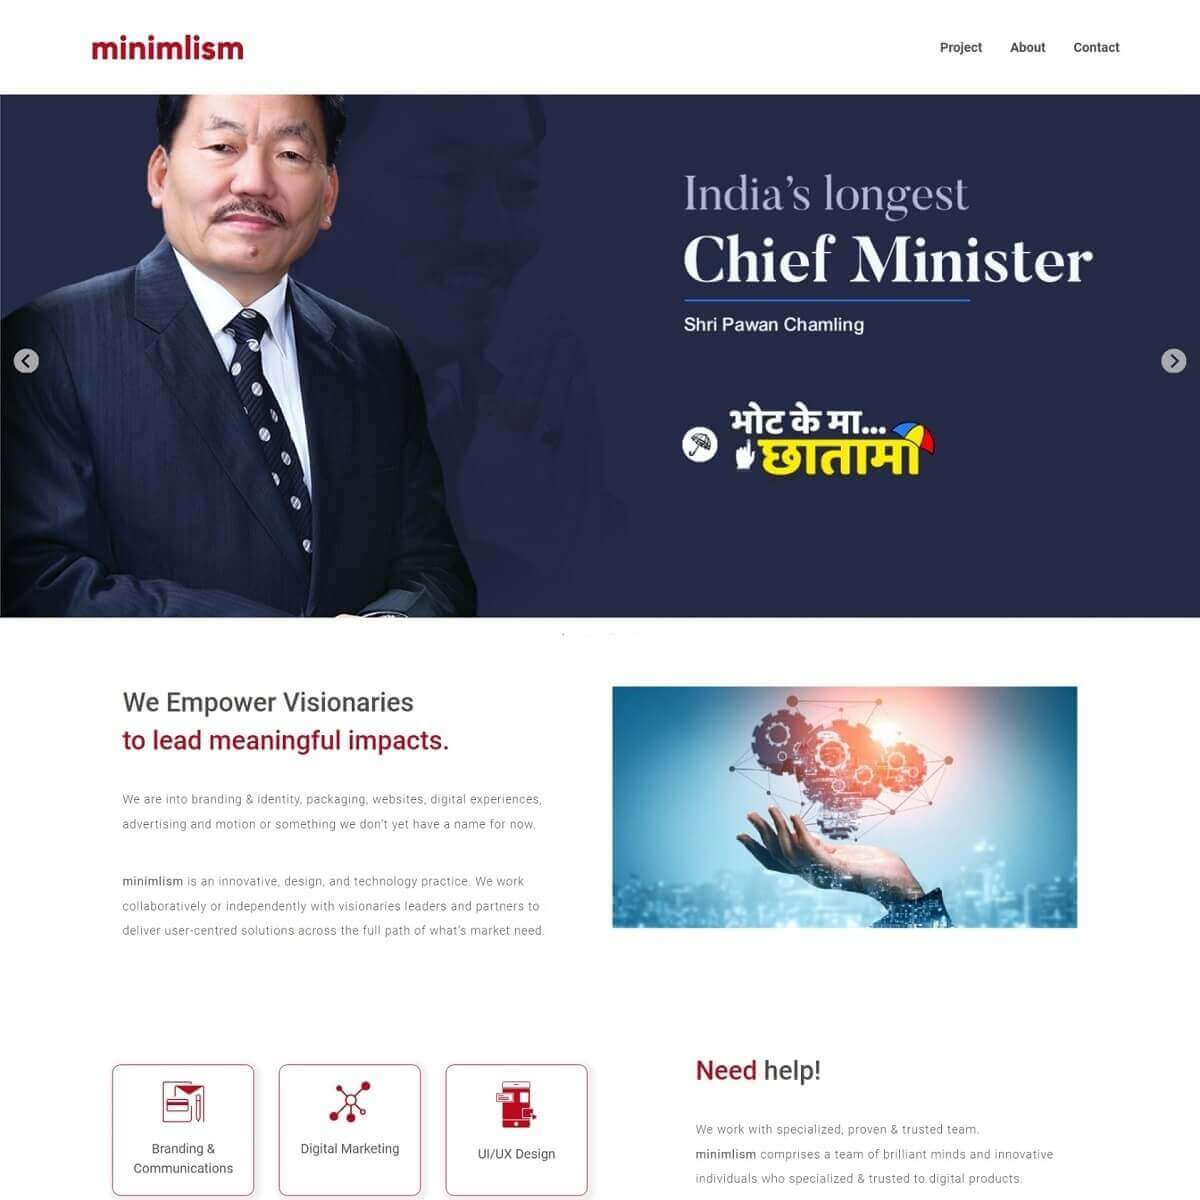 minimlism
Project About Contact
India's longest
Chief Minister
Shri Pawan Chamling
भोट के मा...
छातामा
We Empower Visionaries
to lead meaningful impacts.
We are into branding & identity, packaging, websites, digital experiences,
advertising and motion or something we don't yet have a name for now.
minimlism is an innovative, design, and technology practice. We work
collaboratively or independently with visionaries leaders and partners to
deliver user-centred solutions across the full path of what's market need.
Branding &
Communications
Digital Marketing
UI/UX Design
Need help!
We work with specialized, proven & trusted team.
minimlism comprises a team of brilliant minds and innovative
individuals who specialized & trusted to digital products.